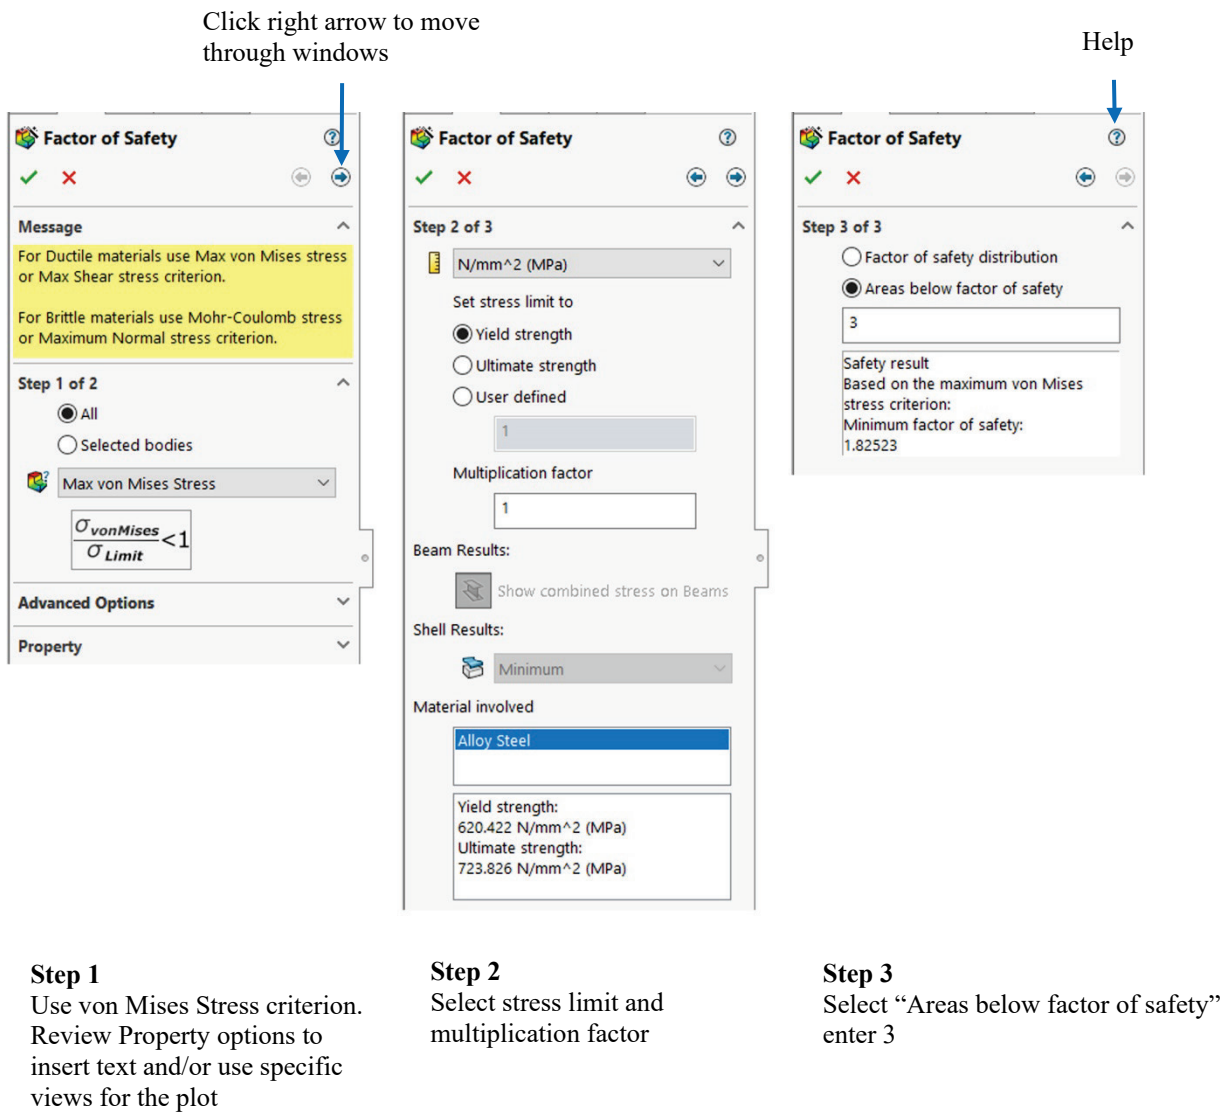 Click right arrow to move
through windows
Help
Factor of Safety
Message
For Ductile materials use Max von Mises stress
or Max Shear stress criterion.
For Brittle materials use Mohr-Coulomb stress
or Maximum Normal stress criterion.
Step 1 of 2
All
Selected bodies
Max von Mises Stress
σ vonMises
σ Limit
<1
Advanced Options
Property
Factor of Safety
Step 2 of 3
N/mm^2 (MPa)
Set stress limit to
Yield strength
Ultimate strength
User defined
1
Multiplication factor
1
Beam Results:
Show combined stress on Beams
Shell Results:
Minimum
Material involved
Alloy Steel
Yield strength:
620.422 N/mm^2 (MPa)
Ultimate strength:
723.826 N/mm^2 (MPa)
Factor of Safety
Step 3 of 3
Factor of safety distribution
Areas below factor of safety
3
Safety result
Based on the maximum von Mises
stress criterion:
Minimum factor of safety:
1.82523
Step 1
Use von Mises Stress criterion.
Review Property options to
insert text and/or use specific
views for the plot
Step 2
Select stress limit and
multiplication factor
Step 3
Select “Areas below factor of safety”
enter 3